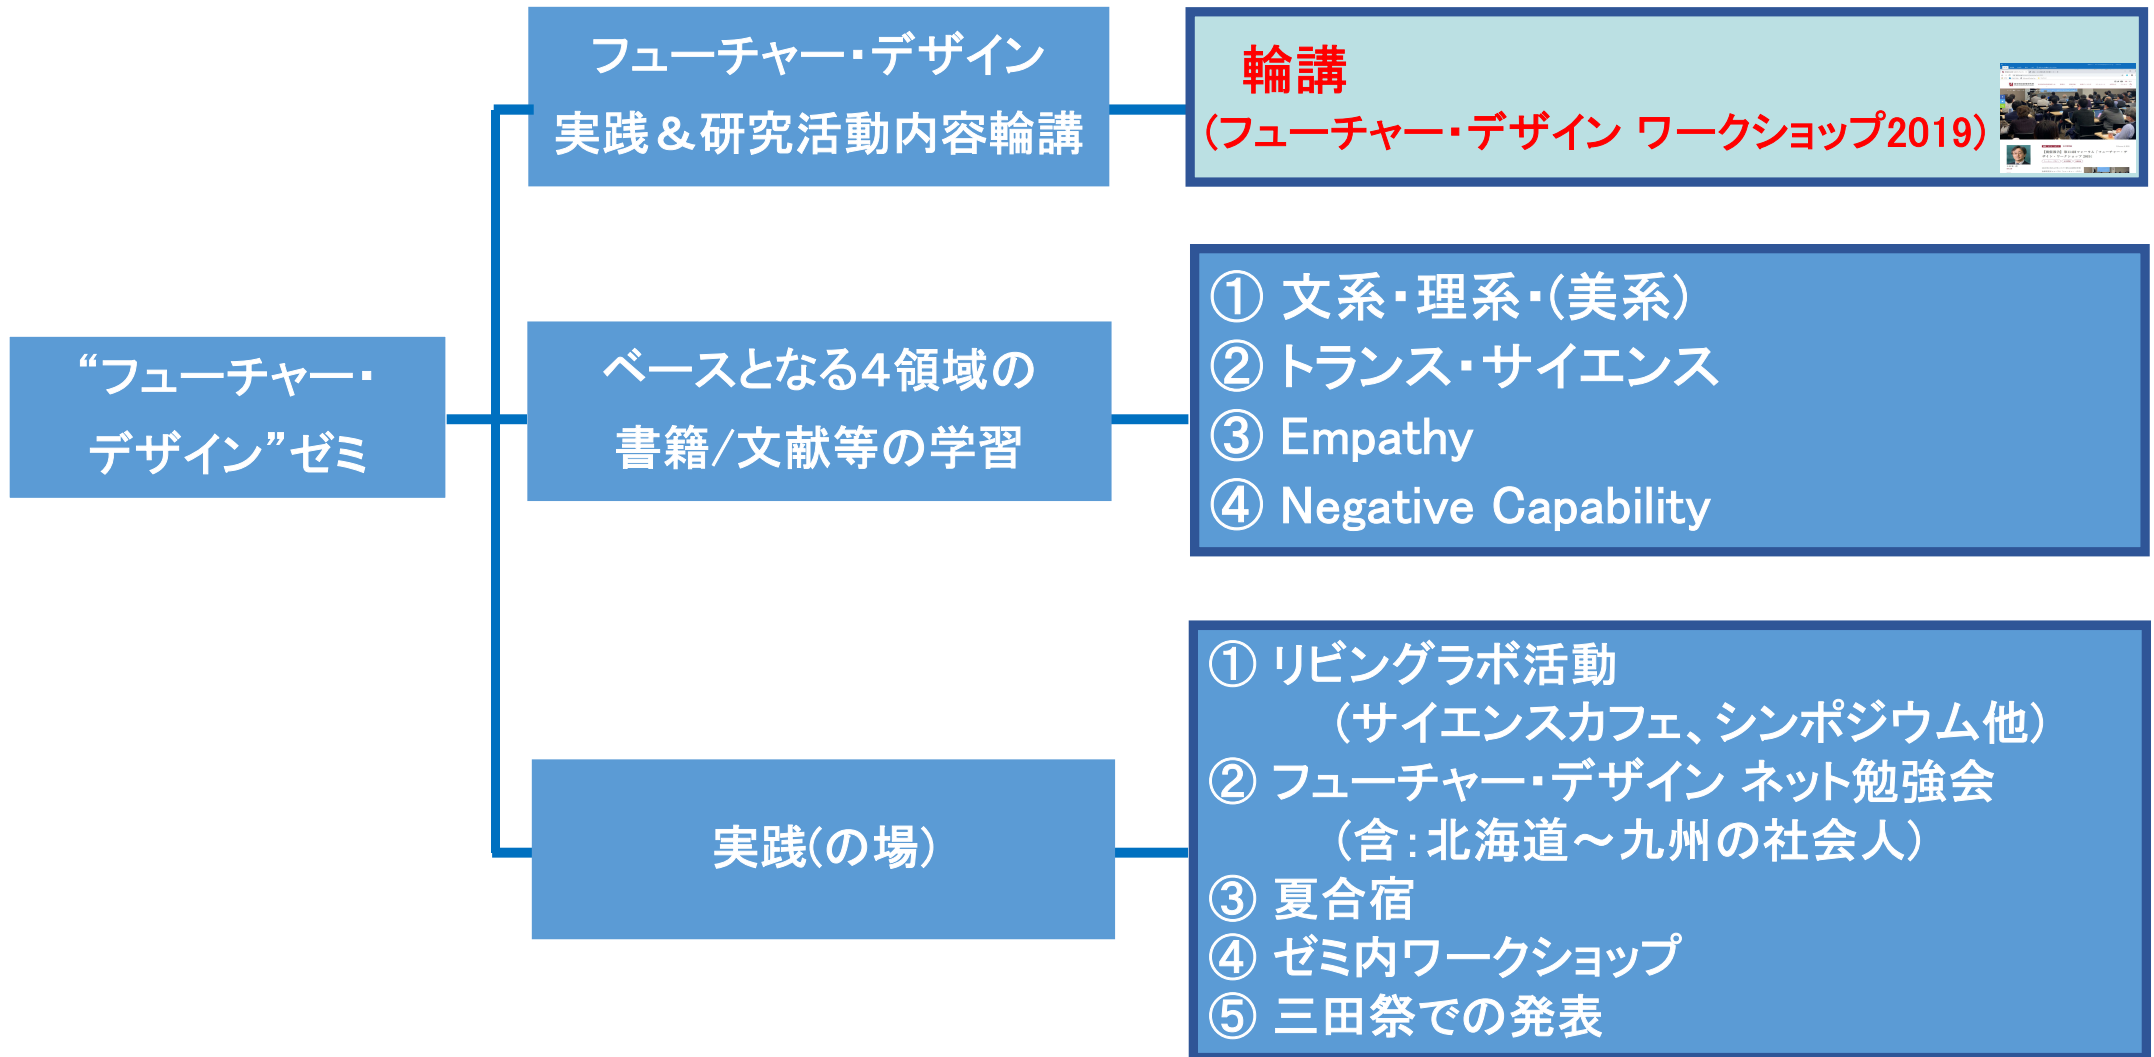 フューチャー・デザイン
実践＆研究活動内容輪講
輪講
(フューチャー・デザイン ワークショップ2019)
“フューチャー・
デザイン”ゼミ
ベースとなる4領域の
書籍/文献等の学習
① 文系・理系・(美系)
② トランス・サイエンス
③ Empathy
④ Negative Capability
実践(の場)
① リビングラボ活動
(サイエンスカフェ、シンポジウム他)
② フューチャー・デザイン ネット勉強会
(含：北海道～九州の社会人)
③ 夏合宿
④ ゼミ内ワークショップ
⑤ 三田祭での発表